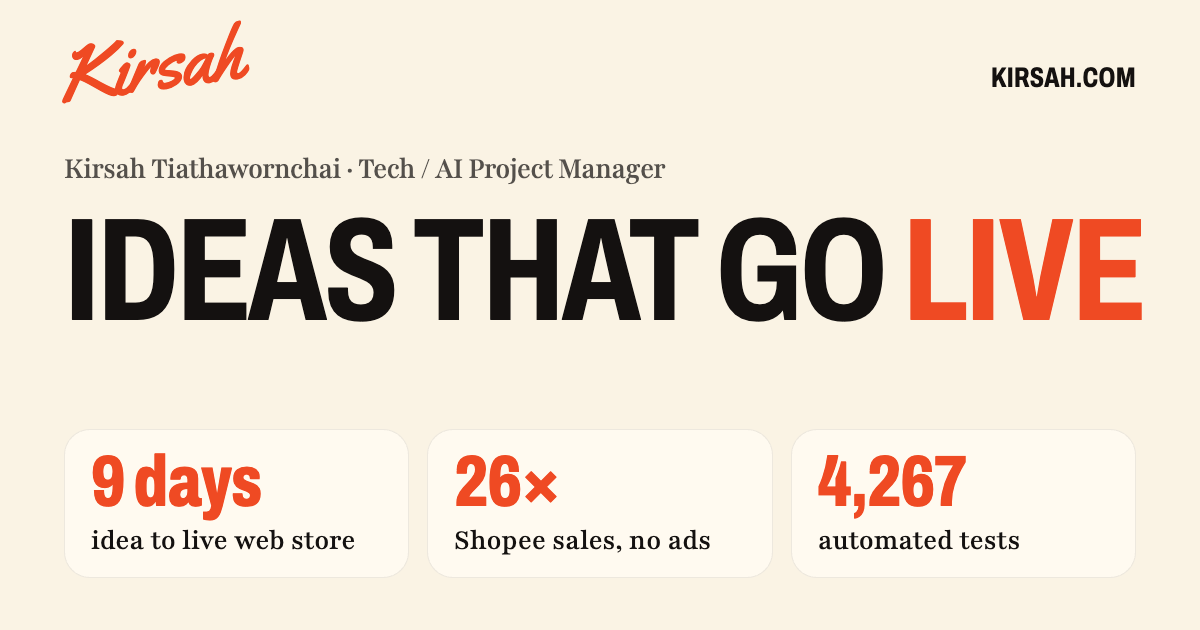 Kirsah
KIRSAH.COM
Kirsah Tiathawornchai · Tech / AI Project Manager
IDEAS THAT GO LIVE
9 days
idea to live web store
26×
Shopee sales, no ads
4,267
automated tests